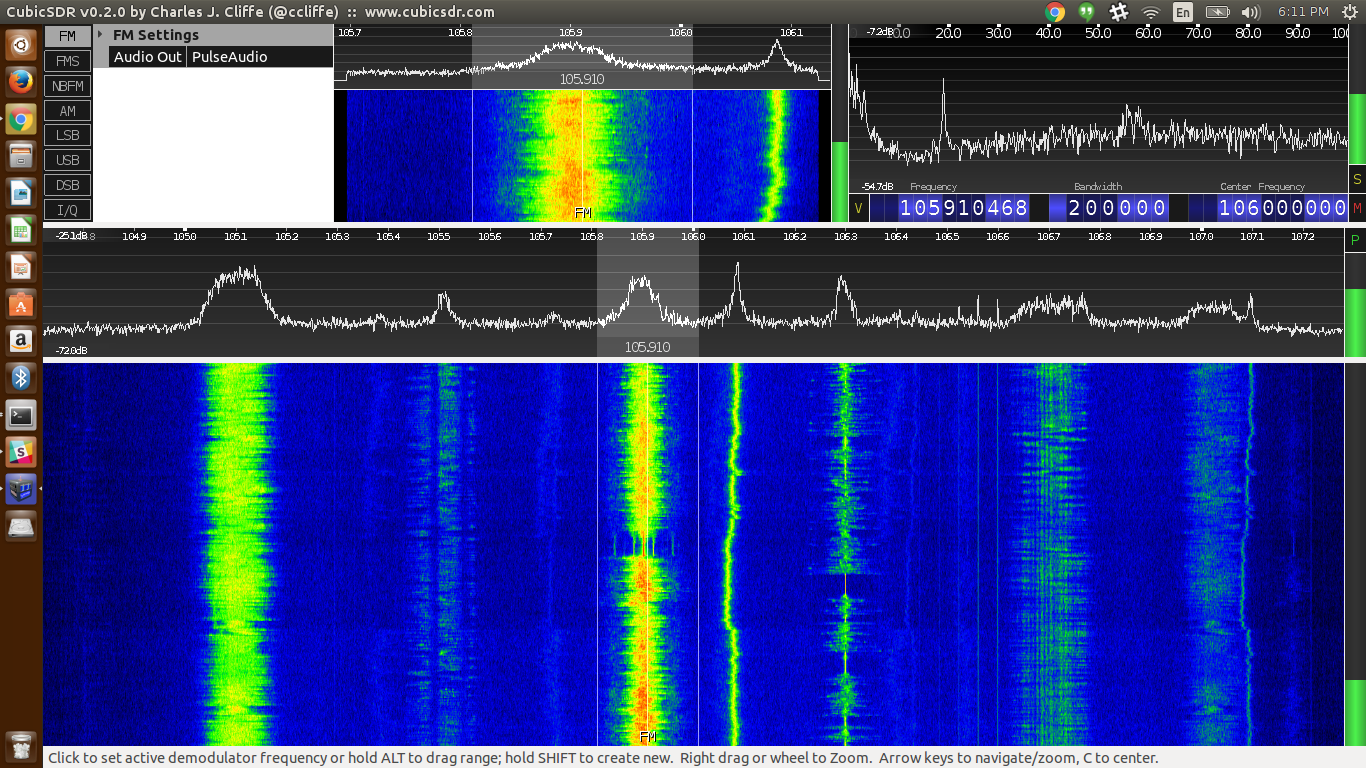 CubicSDR v0.2.0 by Charles J. Cliffe (@ccliffe) :: www.cubicsdr.com
En
6:11 PM
FM
FMS
NBFM
AM
LSB
USB
DSB
I/Q
FM Settings
Audio Out PulseAudio
105.7 105.8 105.9 106.0 106.1
105.910
FM
-7.2dB
20.0 30.0 40.0 50.0 60.0 70.0 80.0 90.0
-54.7dB Frequency Bandwidth Center Frequency
V 105910468 200000 106000000
S
M
P
-25.1dB 104.9 105.0 105.1 105.2 105.3 105.4 105.5 105.6 105.7 105.8 105.9 106.0 106.1 106.2 106.3 106.4 106.5 106.6 106.7 106.8 106.9 107.0 107.1 107.2
105.910
-72.0dB
FM
Click to set active demodulator frequency or hold ALT to drag range; hold SHIFT to create new. Right drag or wheel to Zoom. Arrow keys to navigate/zoom, C to center.